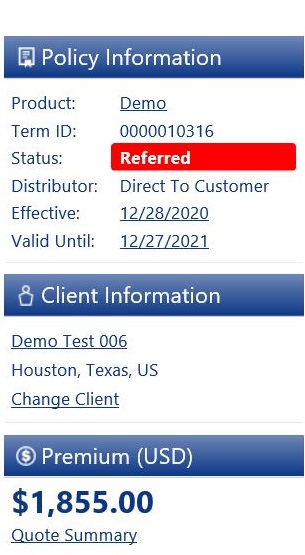 Policy Information
Product: Demo
Term ID: 0000010316
Status: Referred
Distributor: Direct To Customer
Effective: 12/28/2020
Valid Until: 12/27/2021
Client Information
Demo Test 006
Houston, Texas, US
Change Client
Premium (USD)
$1,855.00
Quote Summary